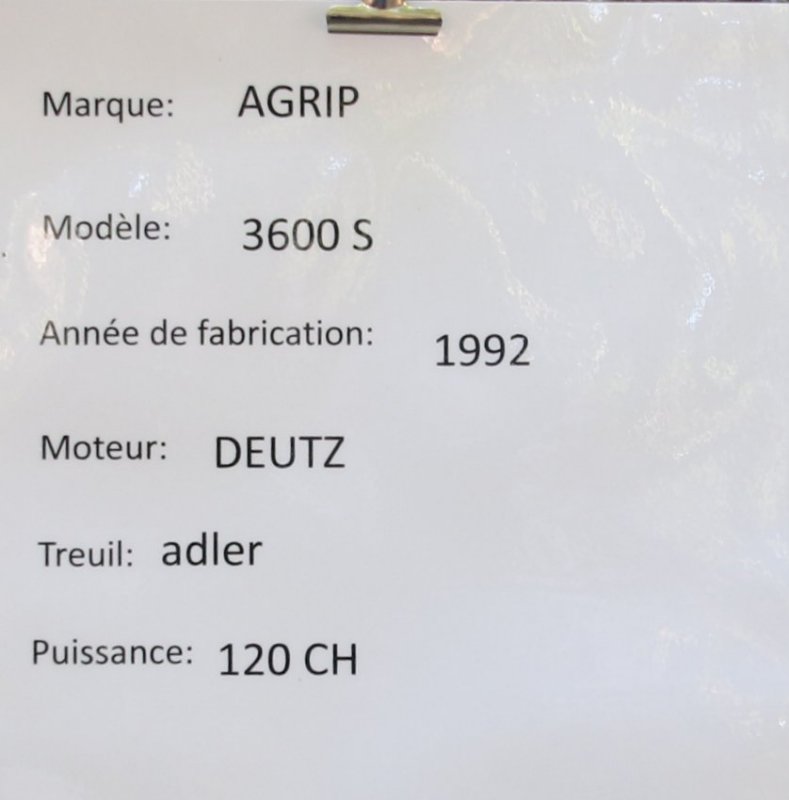 Marque: AGRIP
Modèle: 3600 S
Année de fabrication: 1992
Moteur: DEUTZ
Treuil: adler
Puissance: 120 CH